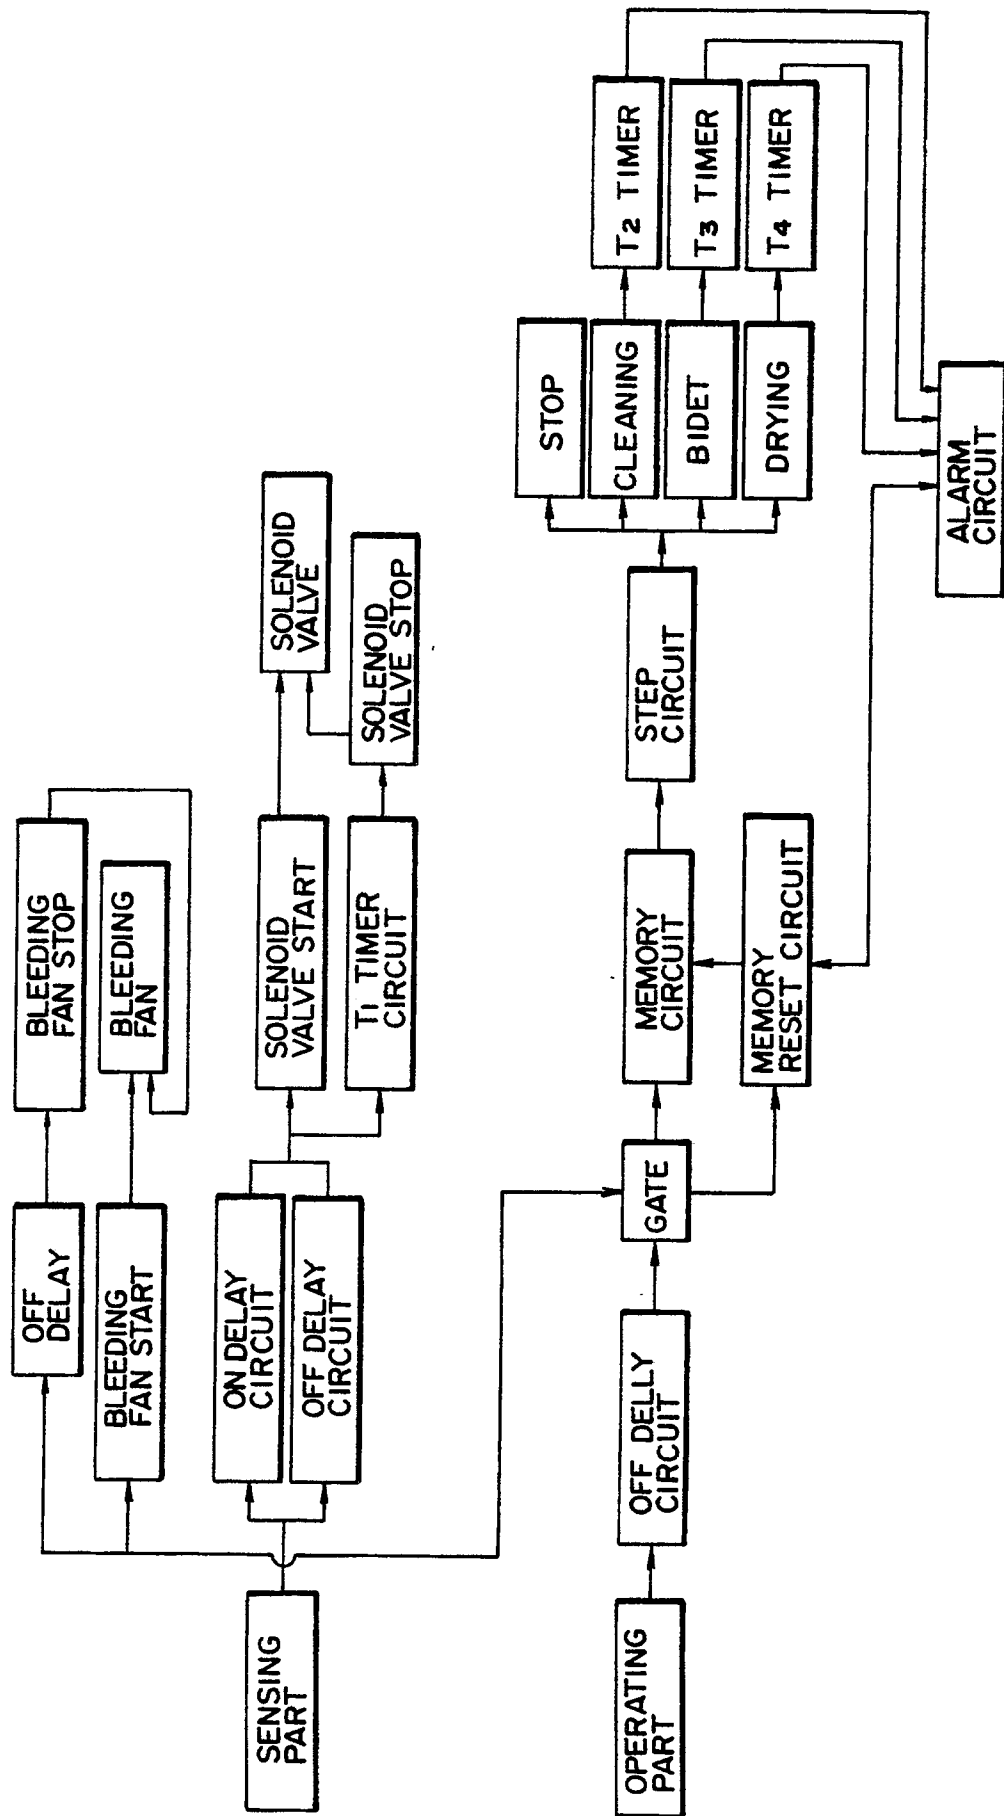 SENSING
PART
OFF
DELAY
BLEEDING
FAN START
BLEEDING
FAN STOP
BLEEDING
FAN
ON DELAY
CIRCUIT
OFF DELAY
CIRCUIT
SOLENOID
VALVE START
T1 TIMER
CIRCUIT
SOLENOID
VALVE
SOLENOID
VALVE STOP
OPERATING
PART
OFF DELLY
CIRCUIT
GATE
MEMORY
CIRCUIT
MEMORY
RESET CIRCUIT
STEP
CIRCUIT
STOP
CLEANING
BIDET
DRYING
T2 TIMER
T3 TIMER
T4 TIMER
ALARM
CIRCUIT